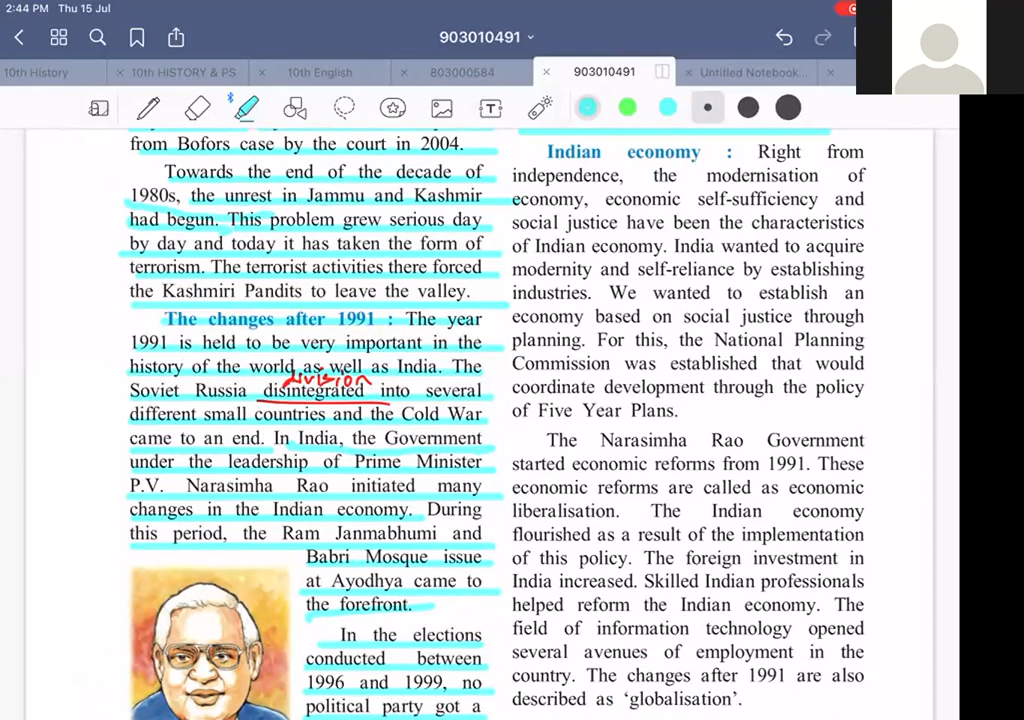 2:44 PM Thu 15 Jul
903010491
10th History
10th HISTORY & PS
10th English
803000584
903010491
Untitled Notebook...
from Bofors case by the court in 2004.
Towards the end of the decade of
1980s, the unrest in Jammu and Kashmir
had begun. This problem grew serious day
by day and today it has taken the form of
terrorism. The terrorist activities there forced
the Kashmiri Pandits to leave the valley.
The changes after 1991 : The year
1991 is held to be very important in the
history of the world as well as India. The
division
Soviet Russia disintegrated into several
different small countries and the Cold War
came to an end. In India, the Government
under the leadership of Prime Minister
P.V. Narasimha Rao initiated many
changes in the Indian economy. During
this period, the Ram Janmabhumi and
Babri Mosque issue
at Ayodhya came to
the forefront.
In the elections
conducted between
1996 and 1999, no
political party got a
Indian economy : Right from
independence, the modernisation of
economy, economic self-sufficiency and
social justice have been the characteristics
of Indian economy. India wanted to acquire
modernity and self-reliance by establishing
industries. We wanted to establish an
economy based on social justice through
planning. For this, the National Planning
Commission was established that would
coordinate development through the policy
of Five Year Plans.
The Narasimha Rao Government
started economic reforms from 1991. These
economic reforms are called as economic
liberalisation. The Indian economy
flourished as a result of the implementation
of this policy. The foreign investment in
India increased. Skilled Indian professionals
helped reform the Indian economy. The
field of information technology opened
several avenues of employment in the
country. The changes after 1991 are also
described as ‘globalisation’.